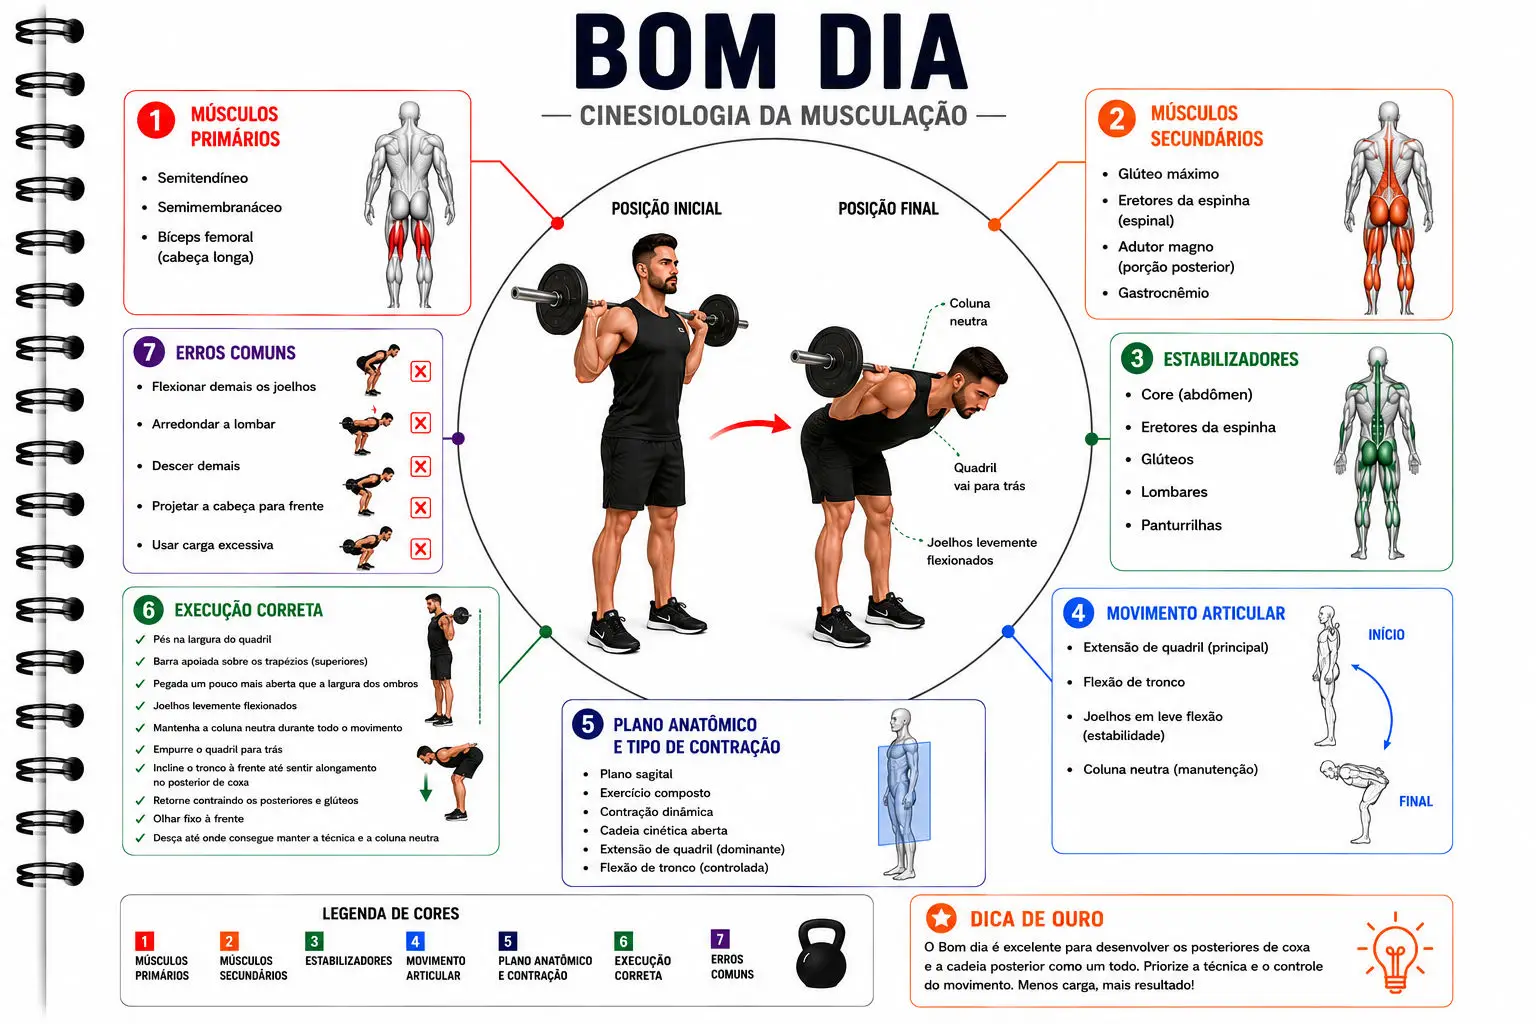 BOM DIA
CINESIOLOGIA DA MUSCULAÇÃO
1
MÚSCULOS
PRIMÁRIOS
• Semitendíneo
• Semimembranáceo
• Bíceps femoral
(cabeça longa)
2
MÚSCULOS
SECUNDÁRIOS
• Glúteo máximo
• Eretores da espinha
(espinal)
• Adutor magno
(porção posterior)
• Gastrocnêmio
POSIÇÃO INICIAL
POSIÇÃO FINAL
Coluna
neutra
Quadril
vai para trás
Joelhos levemente
flexionados
3
ESTABILIZADORES
• Core (abdômen)
• Eretores da espinha
• Glúteos
• Lombares
• Panturrilhas
4
MOVIMENTO ARTICULAR
• Extensão de quadril (principal)
• Flexão de tronco
• Joelhos em leve flexão
(estabilidade)
• Coluna neutra (manutenção)
INÍCIO
FINAL
5
PLANO ANATÔMICO
E TIPO DE CONTRAÇÃO
• Plano sagital
• Exercício composto
• Contração dinâmica
• Cadeia cinética aberta
• Extensão de quadril (dominante)
• Flexão de tronco (controlada)
6
EXECUÇÃO CORRETA
✓ Pés na largura do quadril
✓ Barra apoiada sobre os trapézios (superiores)
✓ Pegada um pouco mais aberta que a largura dos ombros
✓ Joelhos levemente flexionados
✓ Mantenha a coluna neutra durante todo o movimento
✓ Empurre o quadril para trás
✓ Incline o tronco à frente até sentir alongamento
no posterior de coxa
✓ Retorne contraindo os posteriores e glúteos
✓ Olhar fixo à frente
✓ Desça até onde consegue manter a técnica e a coluna neutra
7
ERROS COMUNS
• Flexionar demais os joelhos
• Arredondar a lombar
• Descer demais
• Projetar a cabeça para frente
• Usar carga excessiva
LEGENDA DE CORES
1
MÚSCULOS
PRIMÁRIOS
2
MÚSCULOS
SECUNDÁRIOS
3
ESTABILIZADORES
4
MOVIMENTO
ARTICULAR
5
PLANO ANATÔMICO
E CONTRAÇÃO
6
EXECUÇÃO
CORRETA
7
ERROS
COMUNS
DICA DE OURO
O Bom dia é excelente para desenvolver os posteriores de coxa
e a cadeia posterior como um todo. Priorize a técnica e o controle
do movimento. Menos carga, mais resultado!